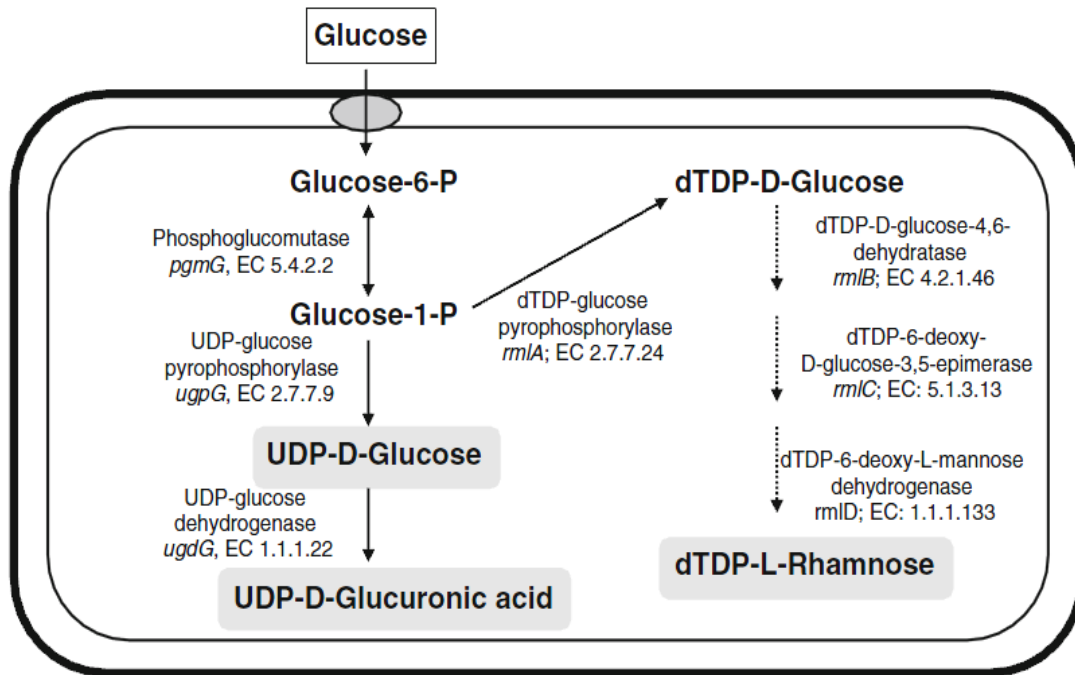 Glucose
Glucose-6-P
Phosphoglucomutase
pgmG, EC 5.4.2.2
Glucose-1-P
UDP-glucose
pyrophosphorylase
ugpG, EC 2.7.7.9
UDP-D-Glucose
UDP-glucose
dehydrogenase
ugdG, EC 1.1.1.22
UDP-D-Glucuronic acid
dTDP-glucose
pyrophosphorylase
rmlA; EC 2.7.7.24
dTDP-D-Glucose
dTDP-D-glucose-4,6-
dehydratase
rmlB; EC 4.2.1.46
dTDP-6-deoxy-
D-glucose-3,5-epimerase
rmlC; EC: 5.1.3.13
dTDP-6-deoxy-L-mannose
dehydrogenase
rmlD; EC: 1.1.1.133
dTDP-L-Rhamnose